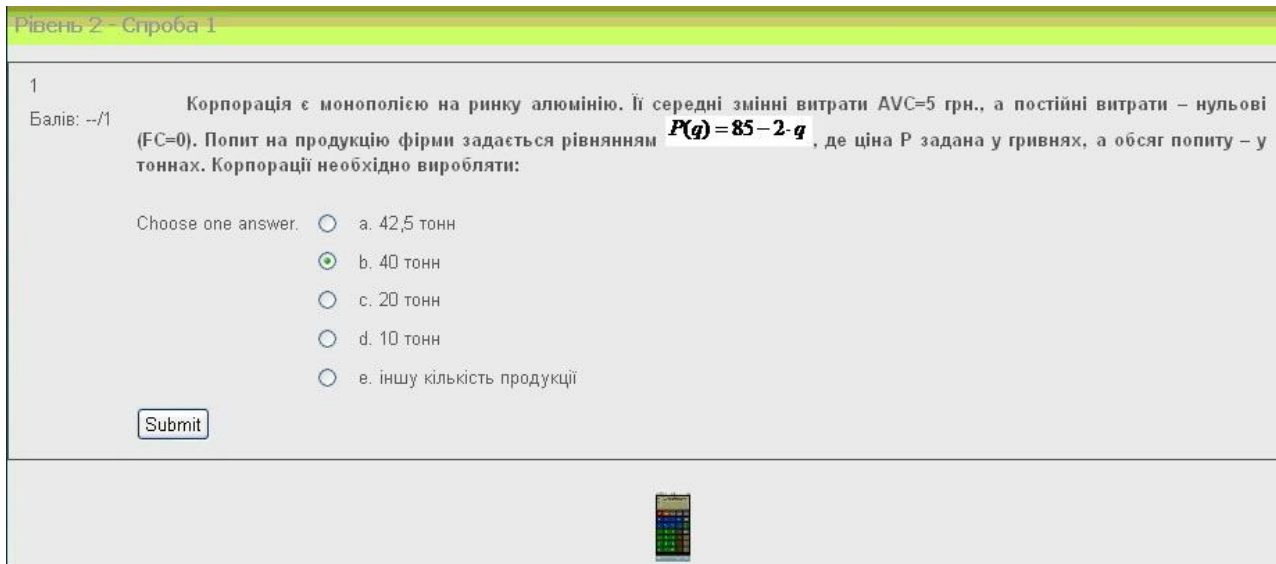 Рівень 2 - Спроба 1
1
Балів: --/1
Корпорація є монополією на ринку алюмінію. Її середні змінні витрати AVC=5 грн., а постійні витрати – нульові
(FC=0). Попит на продукцію фірми задається рівнянням P(q) = 85 − 2· q , де ціна P задана у гривнях, а обсяг попиту – у
тоннах. Корпорації необхідно виробляти:
Choose one answer.
a. 42,5 тонн
b. 40 тонн
c. 20 тонн
d. 10 тонн
e. іншу кількість продукції
Submit